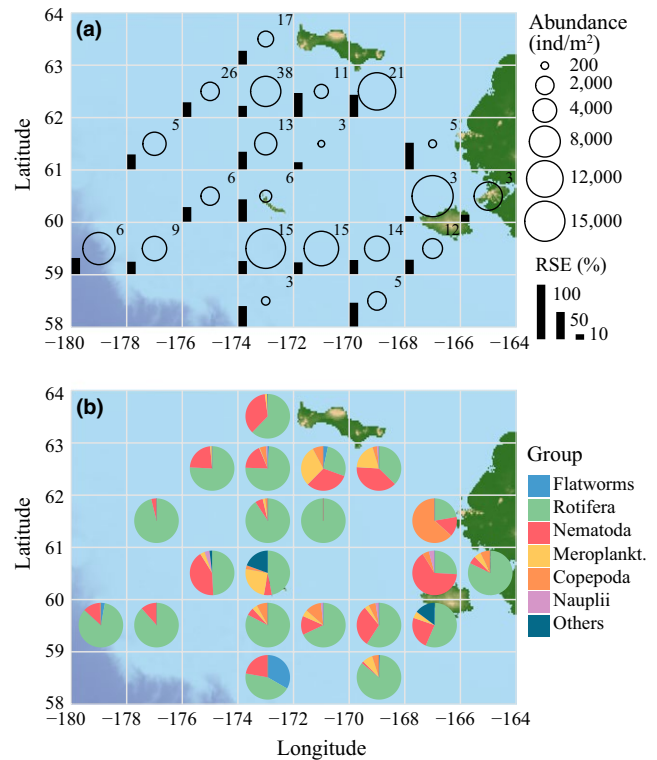 (a)
Latitude
64
63
62
61
60
59
58
17
26 38 11 21
5 13 3 5
6 6 3 3
6 9 15 15 14 12
3 5
−180 −178 −176 −174 −172 −170 −168 −166 −164
Abundance
(ind/m²)
200
2,000
4,000
8,000
12,000
15,000
RSE (%)
100
50
10
(b)
Latitude
64
63
62
61
60
59
58
−180 −178 −176 −174 −172 −170 −168 −166 −164
Longitude
Group
Flatworms
Rotifera
Nematoda
Meroplankt.
Copepoda
Nauplii
Others